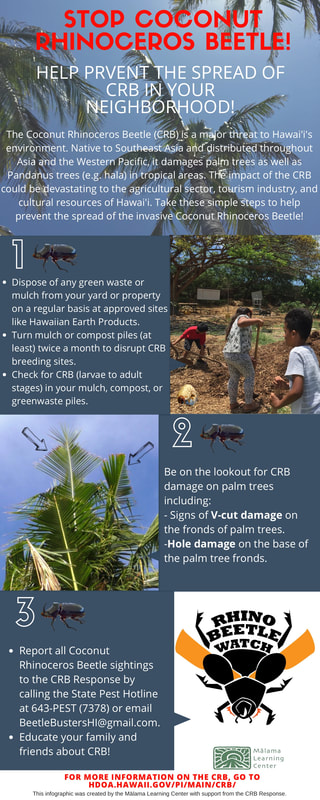 STOP COCONUT
RHINOCEROS BEETLE!
HELP PRVENT THE SPREAD OF
CRB IN YOUR
NEIGHBORHOOD!
The Coconut Rhinoceros Beetle (CRB) is a major threat to Hawai'i's
environment. Native to Southeast Asia and distributed throughout
Asia and the Western Pacific, it damages palm trees as well as
Pandanus trees (e.g. hala) in tropical areas. The impact of the CRB
could be devastating to the agricultural sector, tourism industry, and
cultural resources of Hawai'i. Take these simple steps to help
prevent the spread of the invasive Coconut Rhinoceros Beetle!
1
• Dispose of any green waste or
mulch from your yard or property
on a regular basis at approved sites
like Hawaiian Earth Products.
• Turn mulch or compost piles (at
least) twice a month to disrupt CRB
breeding sites.
• Check for CRB (larvae to adult
stages) in your mulch, compost, or
greenwaste piles.
2
Be on the lookout for CRB
damage on palm trees
including:
- Signs of V-cut damage on
the fronds of palm trees.
-Hole damage on the base of
the palm tree fronds.
3
• Report all Coconut
Rhinoceros Beetle sightings
to the CRB Response by
calling the State Pest Hotline
at 643-PEST (7378) or email
BeetleBustersHI@gmail.com.
• Educate your family and
friends about CRB!
RHINO
BEETLE
WATCH
Mālama
Learning
Center
FOR MORE INFORMATION ON THE CRB, GO TO
HDOA.HAWAII.GOV/PI/MAIN/CRB/
This infographic was created by the Mālama Learning Center with support from the CRB Response.